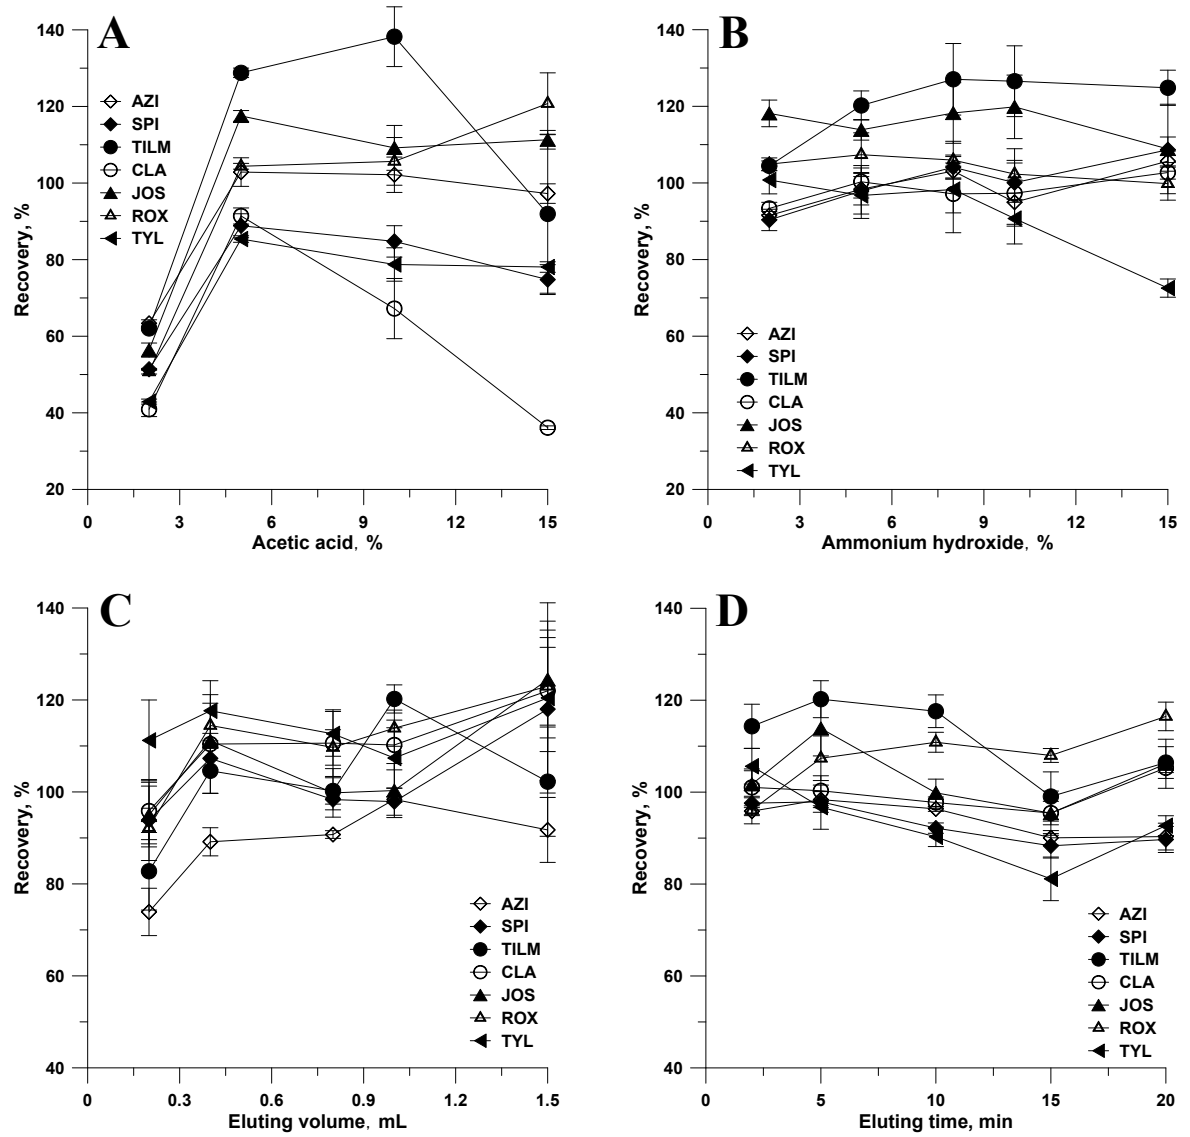 A
Recovery, %
140
120
100
80
60
40
20
AZI
SPI
TILM
CLA
JOS
ROX
TYL
0 3 6 9 12 15
Acetic acid, %
B
Recovery, %
140
120
100
80
60
40
20
AZI
SPI
TILM
CLA
JOS
ROX
TYL
0 3 6 9 12 15
Ammonium hydroxide, %
C
Recovery, %
140
120
100
80
60
40
AZI
SPI
TILM
CLA
JOS
ROX
TYL
0 0.3 0.6 0.9 1.2 1.5
Eluting volume, mL
D
Recovery, %
140
120
100
80
60
40
AZI
SPI
TILM
CLA
JOS
ROX
TYL
0 5 10 15 20
Eluting time, min